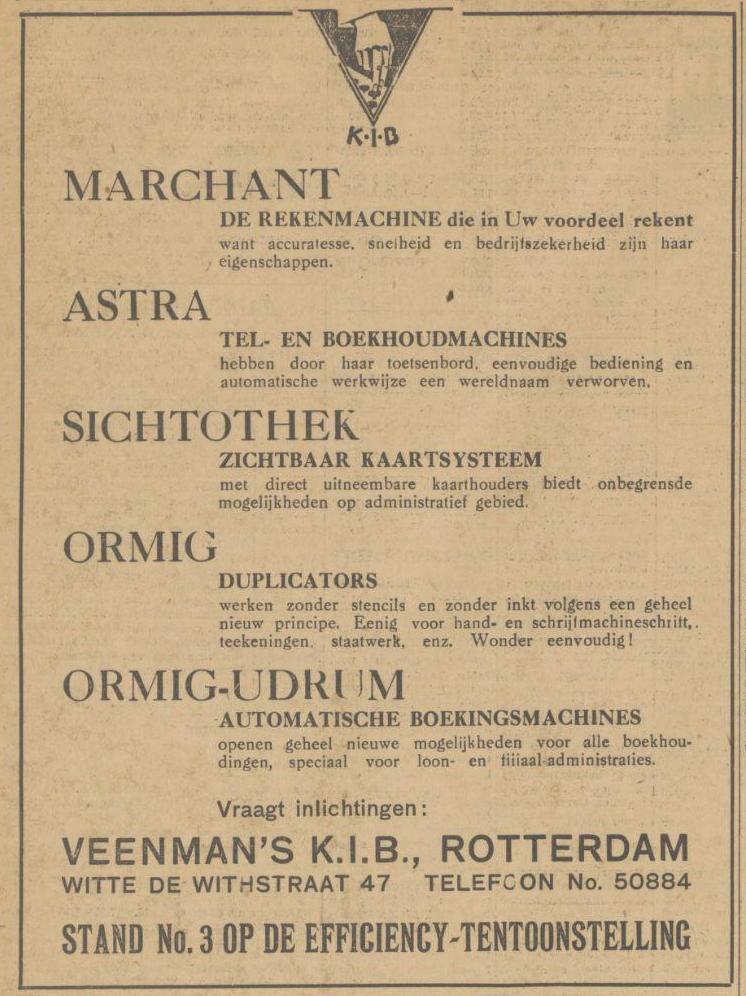 K·I·B
MARCHANT
DE REKENMACHINE die in Uw voordeel rekent
want accuratesse, snelheid en bedrijfszekerheid zijn haar
eigenschappen.
ASTRA
TEL- EN BOEKHOUDMACHINES
hebben door haar toetsenbord, eenvoudige bediening en
automatische werkwijze een wereldnaam verworven.
SICHTOTHEK
ZICHTBAAR KAARTSYSTEEM
met direct uitneembare kaarthouders biedt onbegrensde
mogelijkheden op administratief gebied.
ORMIG
DUPLICATORS
werken zonder stencils en zonder inkt volgens een geheel
nieuw principe. Eenig voor hand- en schrijfmachineschrift,
teekeningen, staatwerk, enz. Wonder eenvoudig!
ORMIG-UDRUM
AUTOMATISCHE BOEKINGSMACHINES
openen geheel nieuwe mogelijkheden voor alle boekhou-
dingen, speciaal voor loon- en filiaal-administraties.
Vraagt inlichtingen:
VEENMAN'S K.I.B., ROTTERDAM
WITTE DE WITHSTRAAT 47 TELEFOON No. 50884
STAND No. 3 OP DE EFFICIENCY-TENTOONSTELLING